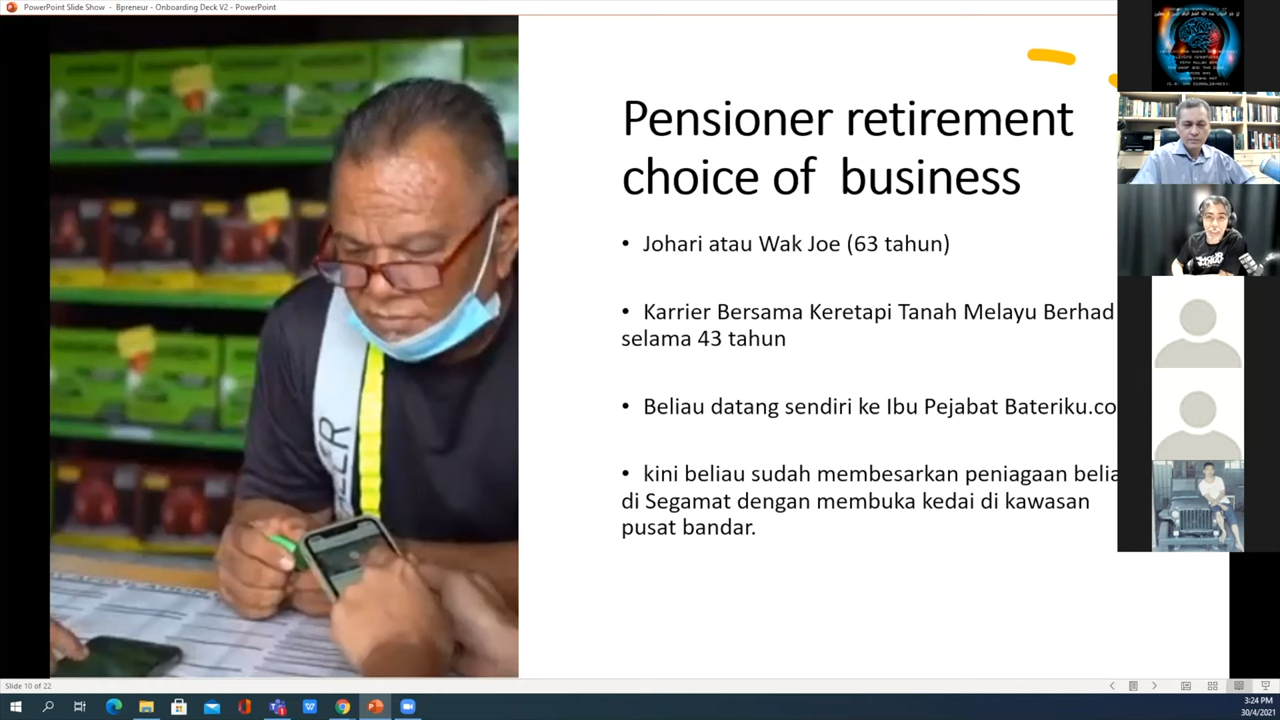 PowerPoint Slide Show - Bpreneur - Onboarding Deck V2 - PowerPoint
Pensioner retirement
choice of business
• Johari atau Wak Joe (63 tahun)
• Karrier Bersama Keretapi Tanah Melayu Berhad
selama 43 tahun
• Beliau datang sendiri ke Ibu Pejabat Bateriku.co
• kini beliau sudah membesarkan peniagaan belia
di Segamat dengan membuka kedai di kawasan
pusat bandar.
Slide 10 of 22
3:24 PM
30/4/2021